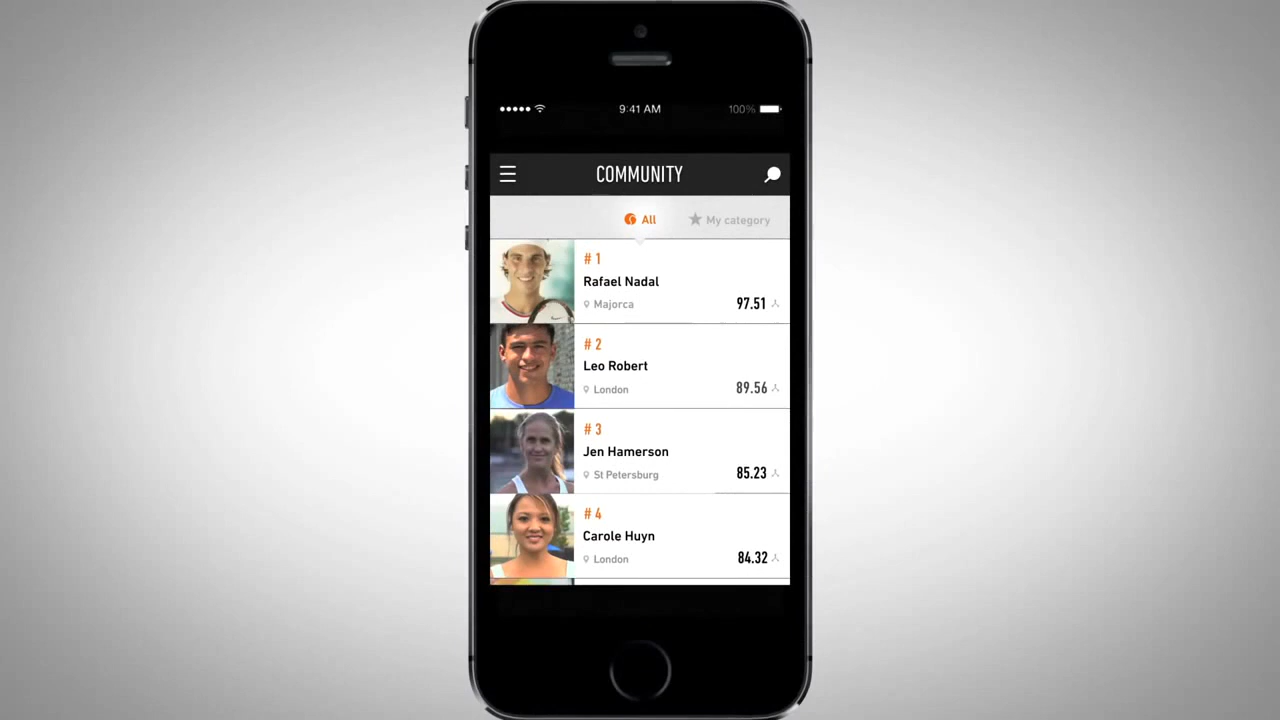 9:41 AM
100%
COMMUNITY
All
My category
# 1
Rafael Nadal
Majorca
97.51
# 2
Leo Robert
London
89.56
# 3
Jen Hamerson
St Petersburg
85.23
# 4
Carole Huyn
London
84.32